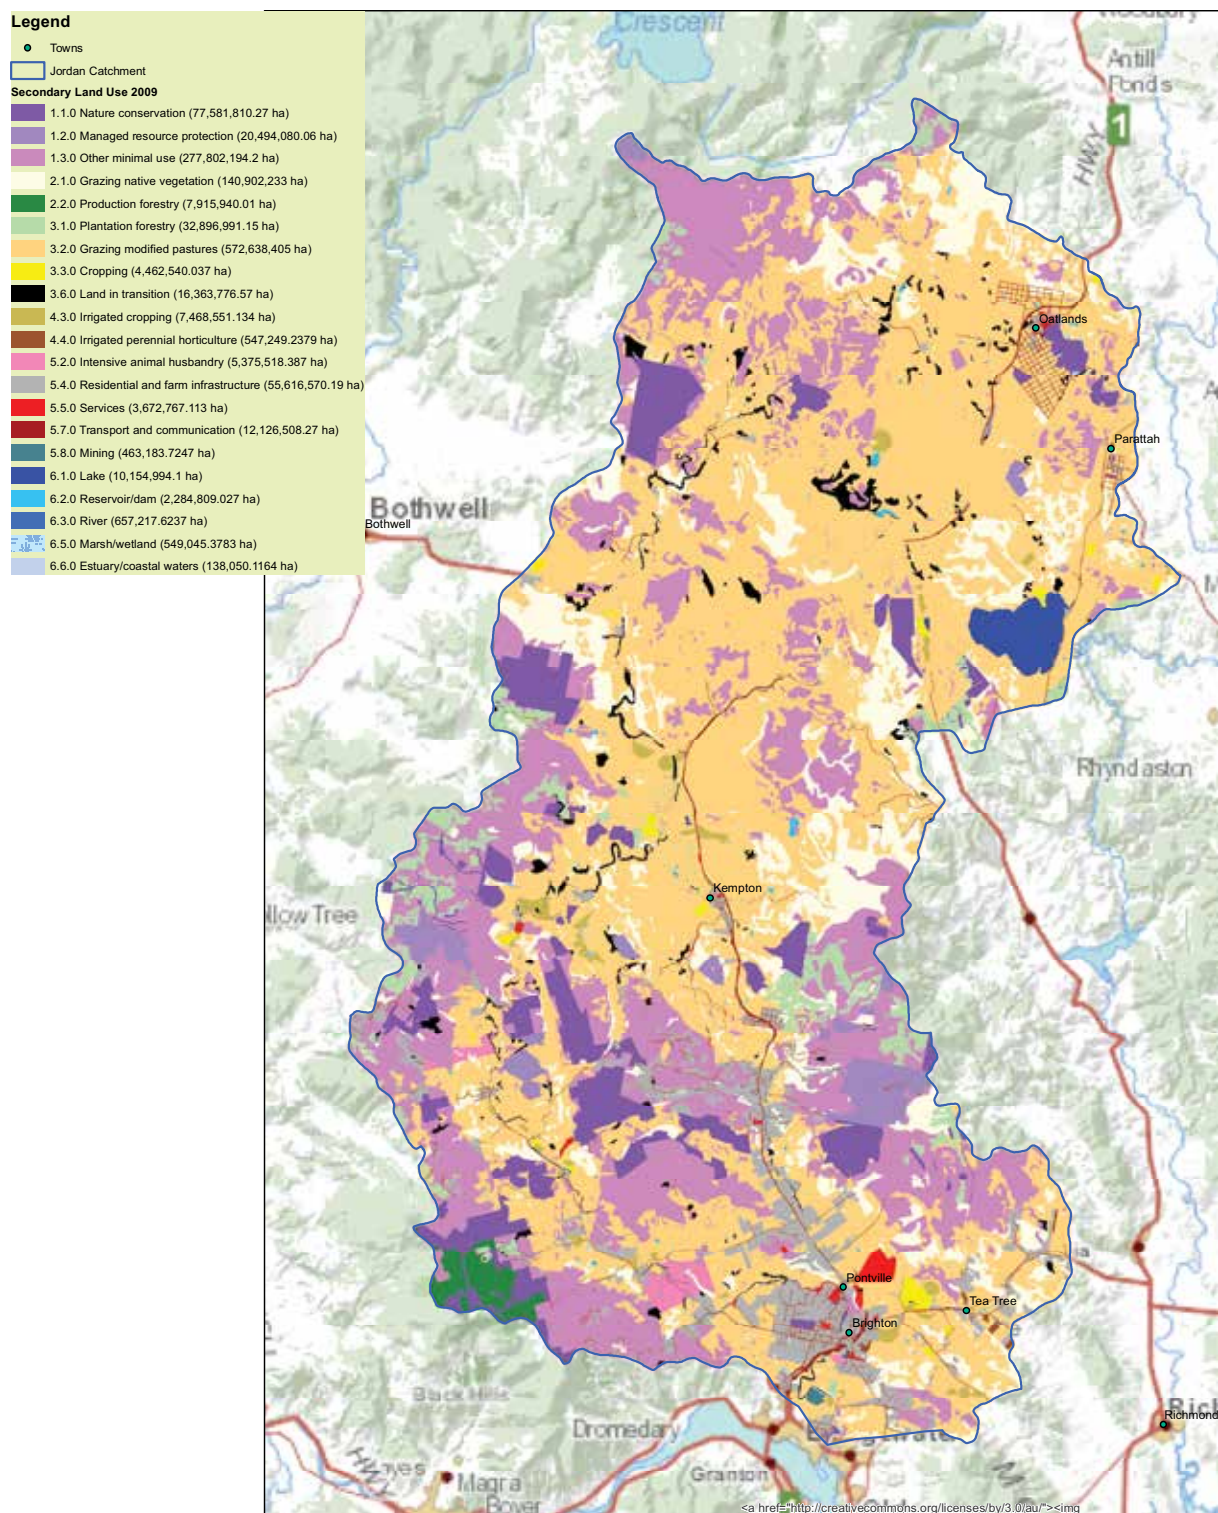 Legend
Towns
Jordan Catchment
Secondary Land Use 2009
1.1.0 Nature conservation (77,581,810.27 ha)
1.2.0 Managed resource protection (20,494,080.06 ha)
1.3.0 Other minimal use (277,802,194.2 ha)
2.1.0 Grazing native vegetation (140,902,233 ha)
2.2.0 Production forestry (7,915,940.01 ha)
3.1.0 Plantation forestry (32,896,991.15 ha)
3.2.0 Grazing modified pastures (572,638,405 ha)
3.3.0 Cropping (4,462,540.037 ha)
3.6.0 Land in transition (16,363,776.57 ha)
4.3.0 Irrigated cropping (7,468,551.134 ha)
4.4.0 Irrigated perennial horticulture (547,249.2379 ha)
5.2.0 Intensive animal husbandry (5,375,518.387 ha)
5.4.0 Residential and farm infrastructure (55,616,570.19 ha)
5.5.0 Services (3,672,767.113 ha)
5.7.0 Transport and communication (12,126,508.27 ha)
5.8.0 Mining (463,183.7247 ha)
6.1.0 Lake (10,154,994.1 ha)
6.2.0 Reservoir/dam (2,284,809.027 ha)
6.3.0 River (657,217.6237 ha)
6.5.0 Marsh/wetland (549,045.3783 ha)
6.6.0 Estuary/coastal waters (138,050.1164 ha)
Crescent
Antill
Ponds
1
HWY
Oatlands
Parattah
Bothwell
Bothwell
Rhyndaston
Kempton
llow Tree
Pontville
Tea Tree
Brighton
Black Hills
Dromedary
Richmond
Granton
HWY
Magra
<a href="http://creativecommons.org/licenses/by/3.0/au/"><img